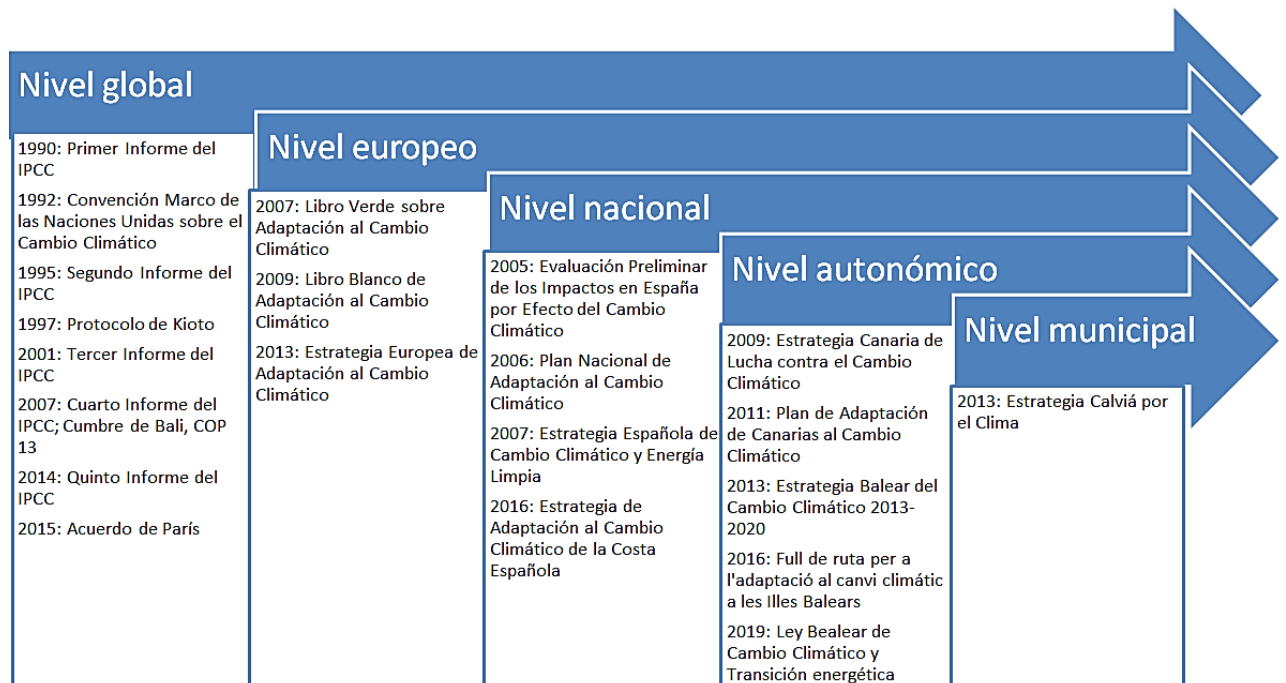 Nivel global
1990: Primer Informe del
IPCC
1992: Convención Marco de
las Naciones Unidas sobre el
Cambio Climático
1995: Segundo Informe del
IPCC
1997: Protocolo de Kioto
2001: Tercer Informe del
IPCC
2007: Cuarto Informe del
IPCC; Cumbre de Bali, COP
13
2014: Quinto Informe del
IPCC
2015: Acuerdo de París
Nivel europeo
2007: Libro Verde sobre
Adaptación al Cambio
Climático
2009: Libro Blanco de
Adaptación al Cambio
Climático
2013: Estrategia Europea de
Adaptación al Cambio
Climático
Nivel nacional
2005: Evaluación Preliminar
de los Impactos en España
por Efecto del Cambio
Climático
2006: Plan Nacional de
Adaptación al Cambio
Climático
2007: Estrategia Española de
Cambio Climático y Energía
Limpia
2016: Estrategia de
Adaptación al Cambio
Climático de la Costa
Española
Nivel autonómico
2009: Estrategia Canaria de
Lucha contra el Cambio
Climático
2011: Plan de Adaptación
de Canarias al Cambio
Climático
2013: Estrategia Balear del
Cambio Climático 2013-
2020
2016: Full de ruta per a
l'adaptació al canvi climátic
a les Illes Balears
2019: Ley Bealear de
Cambio Climático y
Transición energética
Nivel municipal
2013: Estrategia Calviá por
el Clima